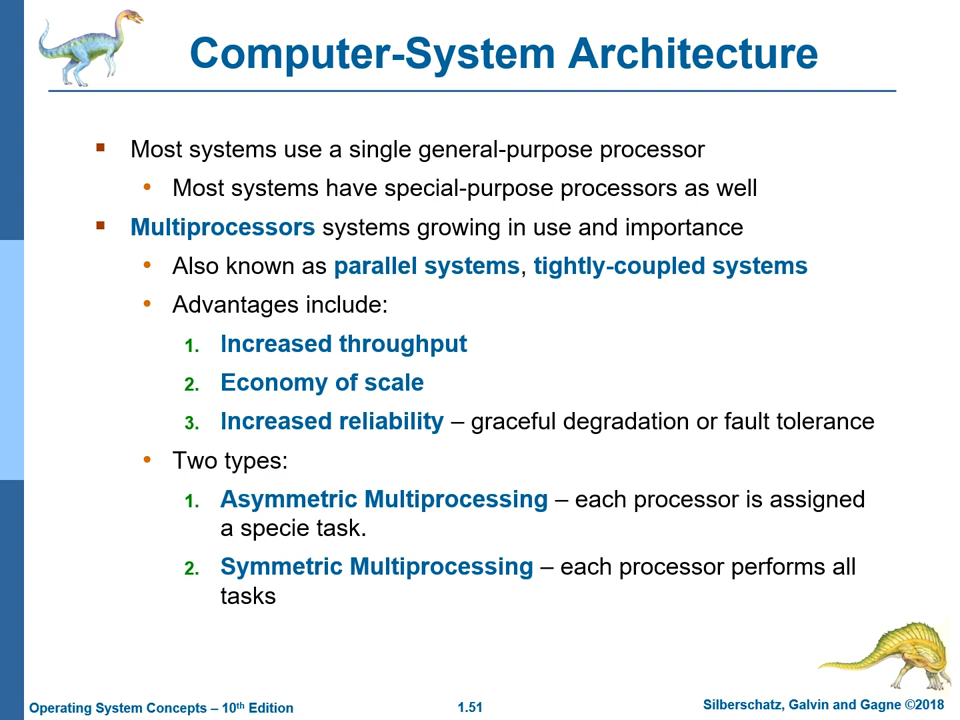 Computer-System Architecture
▪ Most systems use a single general-purpose processor
• Most systems have special-purpose processors as well
▪ Multiprocessors systems growing in use and importance
• Also known as parallel systems, tightly-coupled systems
• Advantages include:
1. Increased throughput
2. Economy of scale
3. Increased reliability – graceful degradation or fault tolerance
• Two types:
1. Asymmetric Multiprocessing – each processor is assigned
a specie task.
2. Symmetric Multiprocessing – each processor performs all
tasks
Operating System Concepts – 10th Edition
1.51
Silberschatz, Galvin and Gagne ©2018